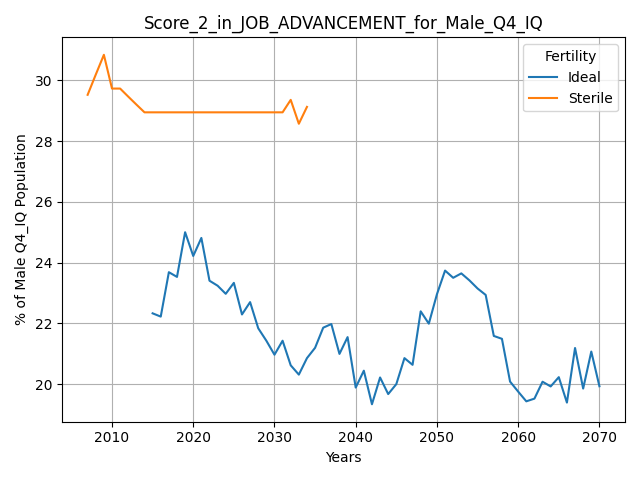 Score_2_in_JOB_ADVANCEMENT_for_Male_Q4_IQ
Fertility
Ideal
Sterile
% of Male Q4_IQ Population
30
28
26
24
22
20
2010 2020 2030 2040 2050 2060 2070
Years